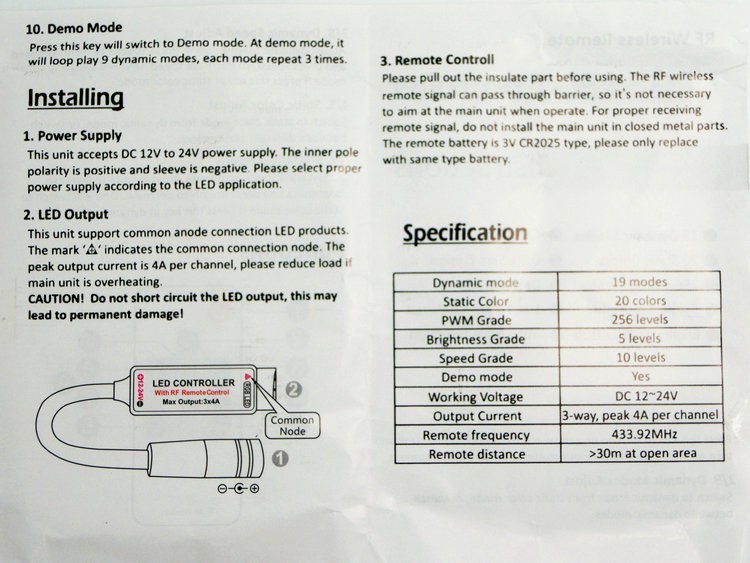 10. Demo Mode
Press this key will switch to Demo mode. At demo mode, it
will loop play 9 dynamic modes, each mode repeat 3 times.
Installing
1. Power Supply
This unit accepts DC 12V to 24V power supply. The inner pole
polarity is positive and sleeve is negative. Please select proper
power supply according to the LED application.
2. LED Output
This unit support common anode connection LED products.
The mark '⚠' indicates the common connection node. The
peak output current is 4A per channel, please reduce load if
main unit is overheating.
CAUTION! Do not short circuit the LED output, this may
lead to permanent damage!
LED CONTROLLER
With RF Remote Control
Max Output:3x4A
12-24V
Common
Node
2
1
3. Remote Controll
Please pull out the insulate part before using. The RF wireless
remote signal can pass through barrier, so it's not necessary
to aim at the main unit when operate. For proper receiving
remote signal, do not install the main unit in closed metal parts.
The remote battery is 3V CR2025 type, please only replace
with same type battery.
Specification
Dynamic mode 19 modes
Static Color 20 colors
PWM Grade 256 levels
Brightness Grade 5 levels
Speed Grade 10 levels
Demo mode Yes
Working Voltage DC 12~24V
Output Current 3-way, peak 4A per channel
Remote frequency 433.92MHz
Remote distance >30m at open area